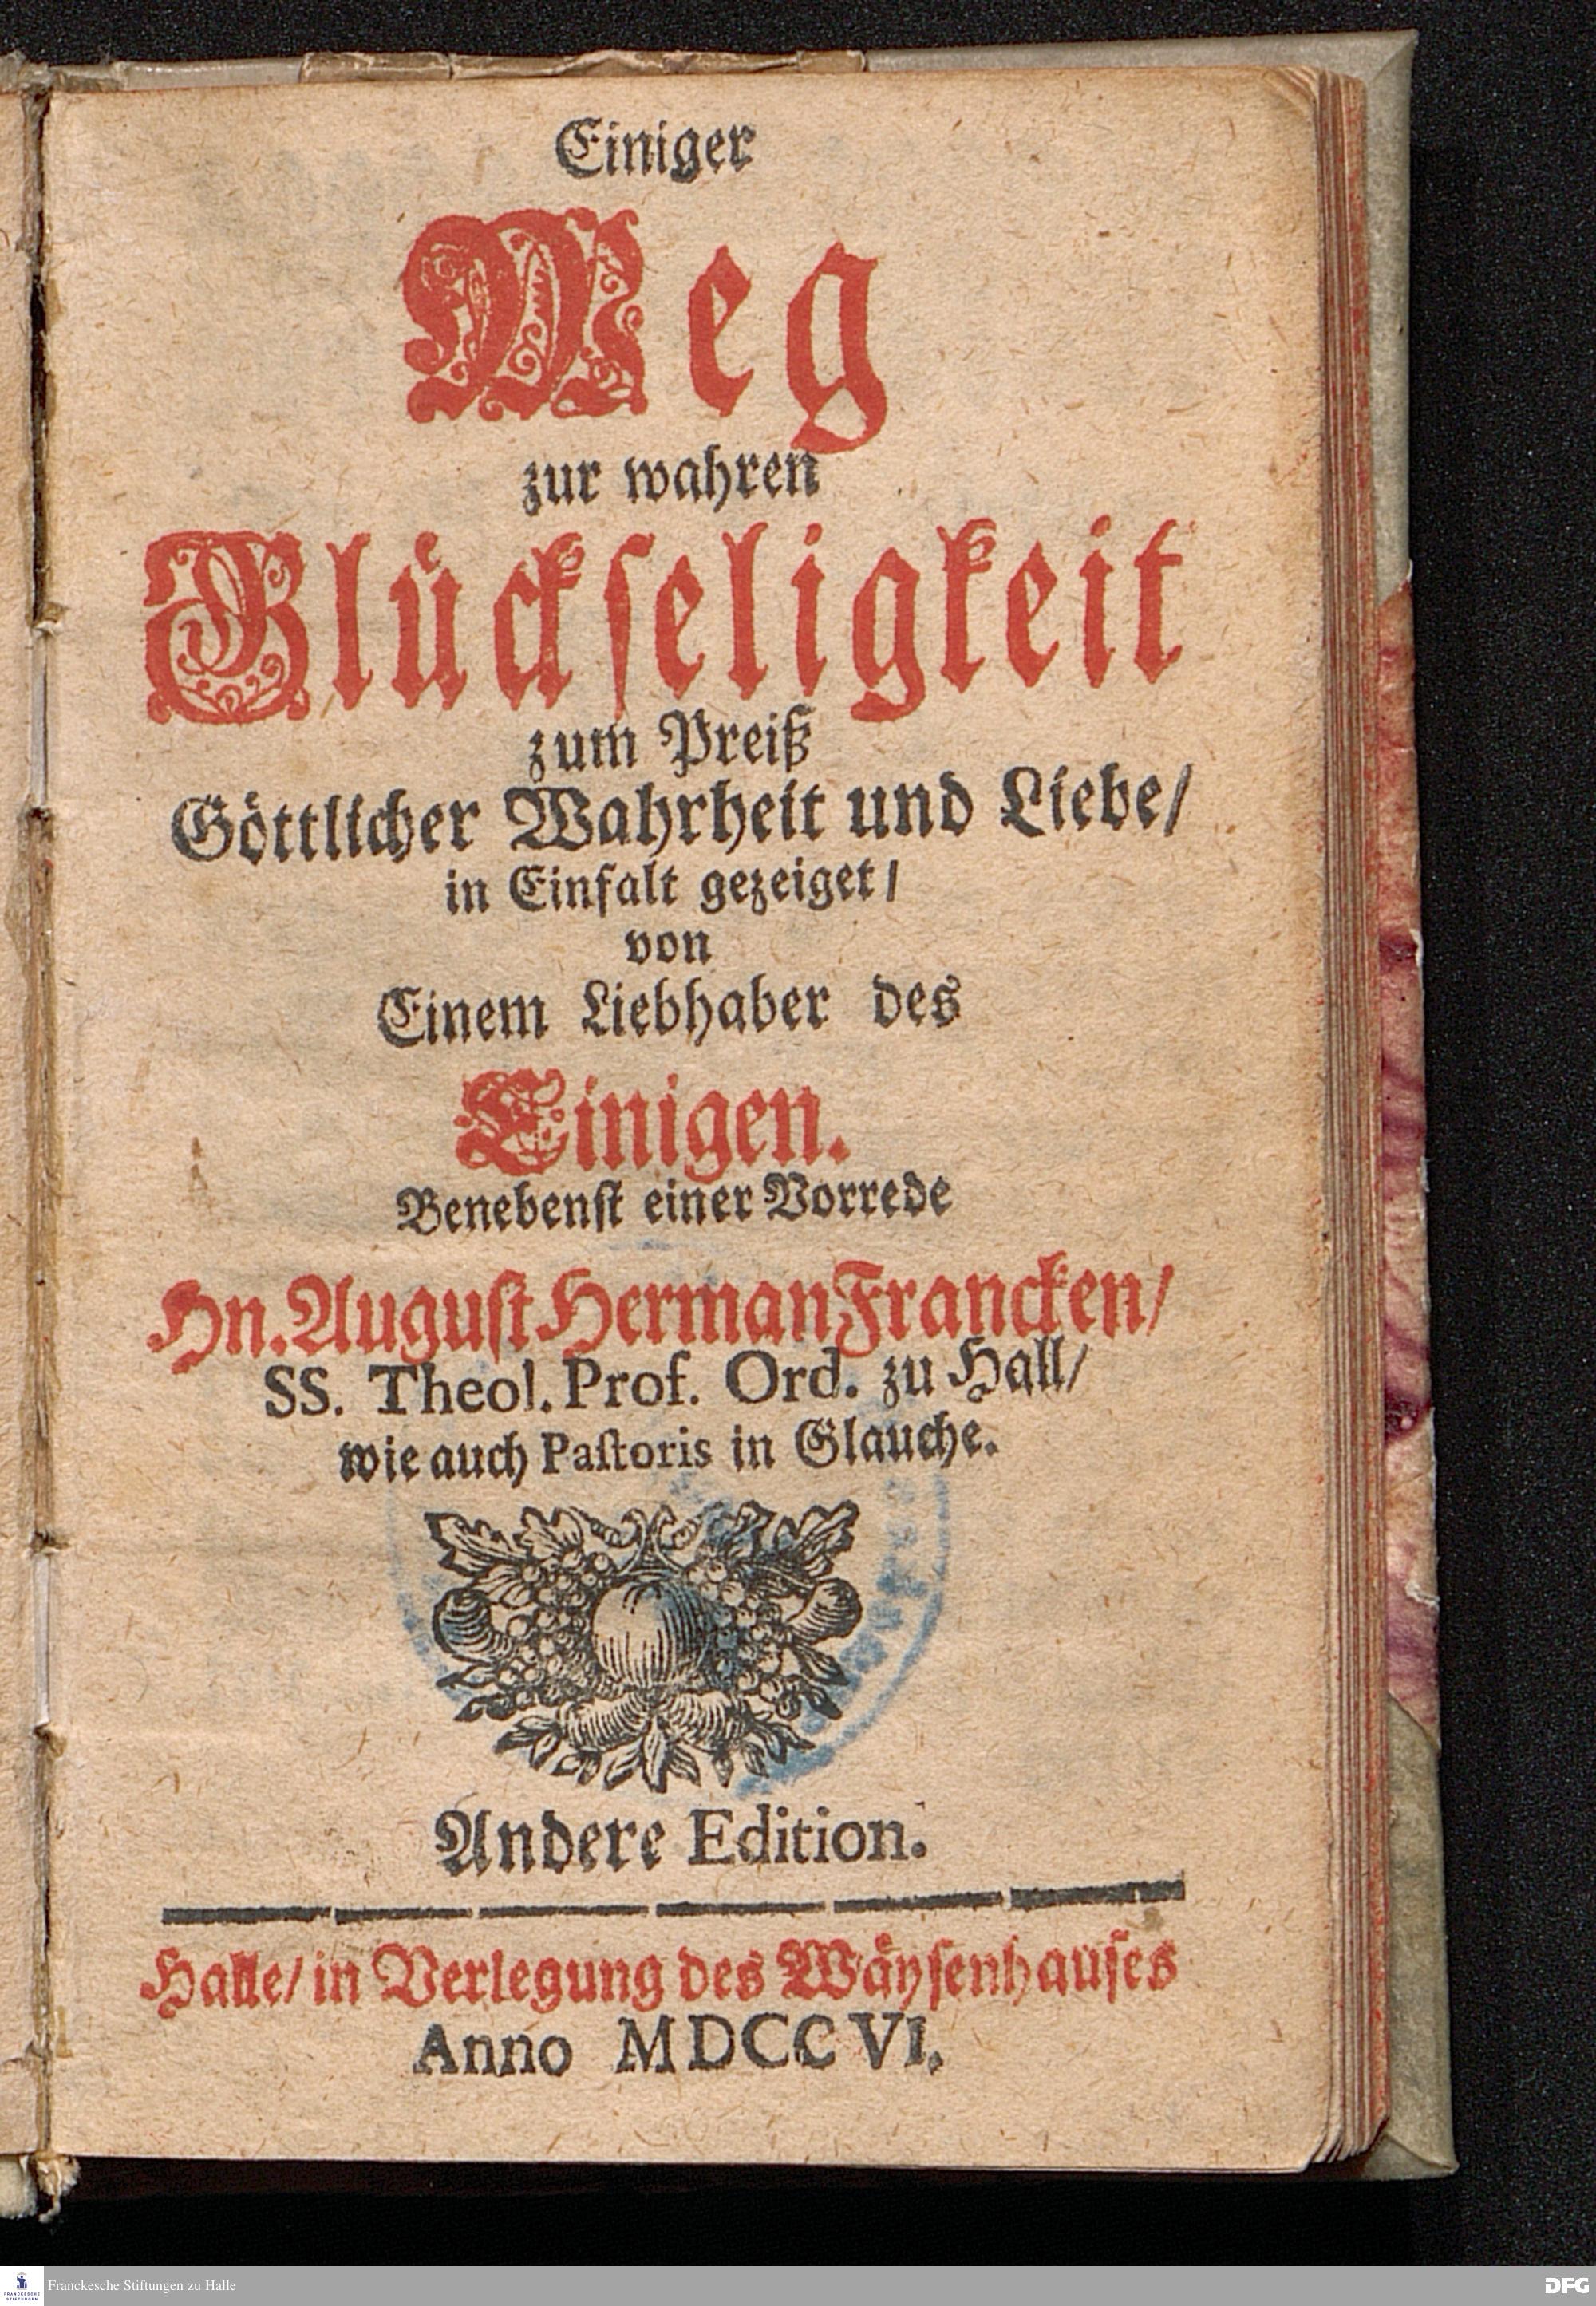 Einiger
Weg
zur wahren
Glückseligkeit
zum Preiß
Göttlicher Wahrheit und Liebe/
in Einfalt gezeiget/
von
Einem Liebhaber des
Einigen.
Benebenst einer Vorrede
Hn. August Herman Francken/
SS. Theol. Prof. Ord. zu Hall/
wie auch Pastoris in Glauche.
Andere Edition.
Halle/ in Verlegung des Wäysenhauses
Anno MDCCVI.
FRANCKESCHE
STIFTUNGEN
Franckesche Stiftungen zu Halle
DFG